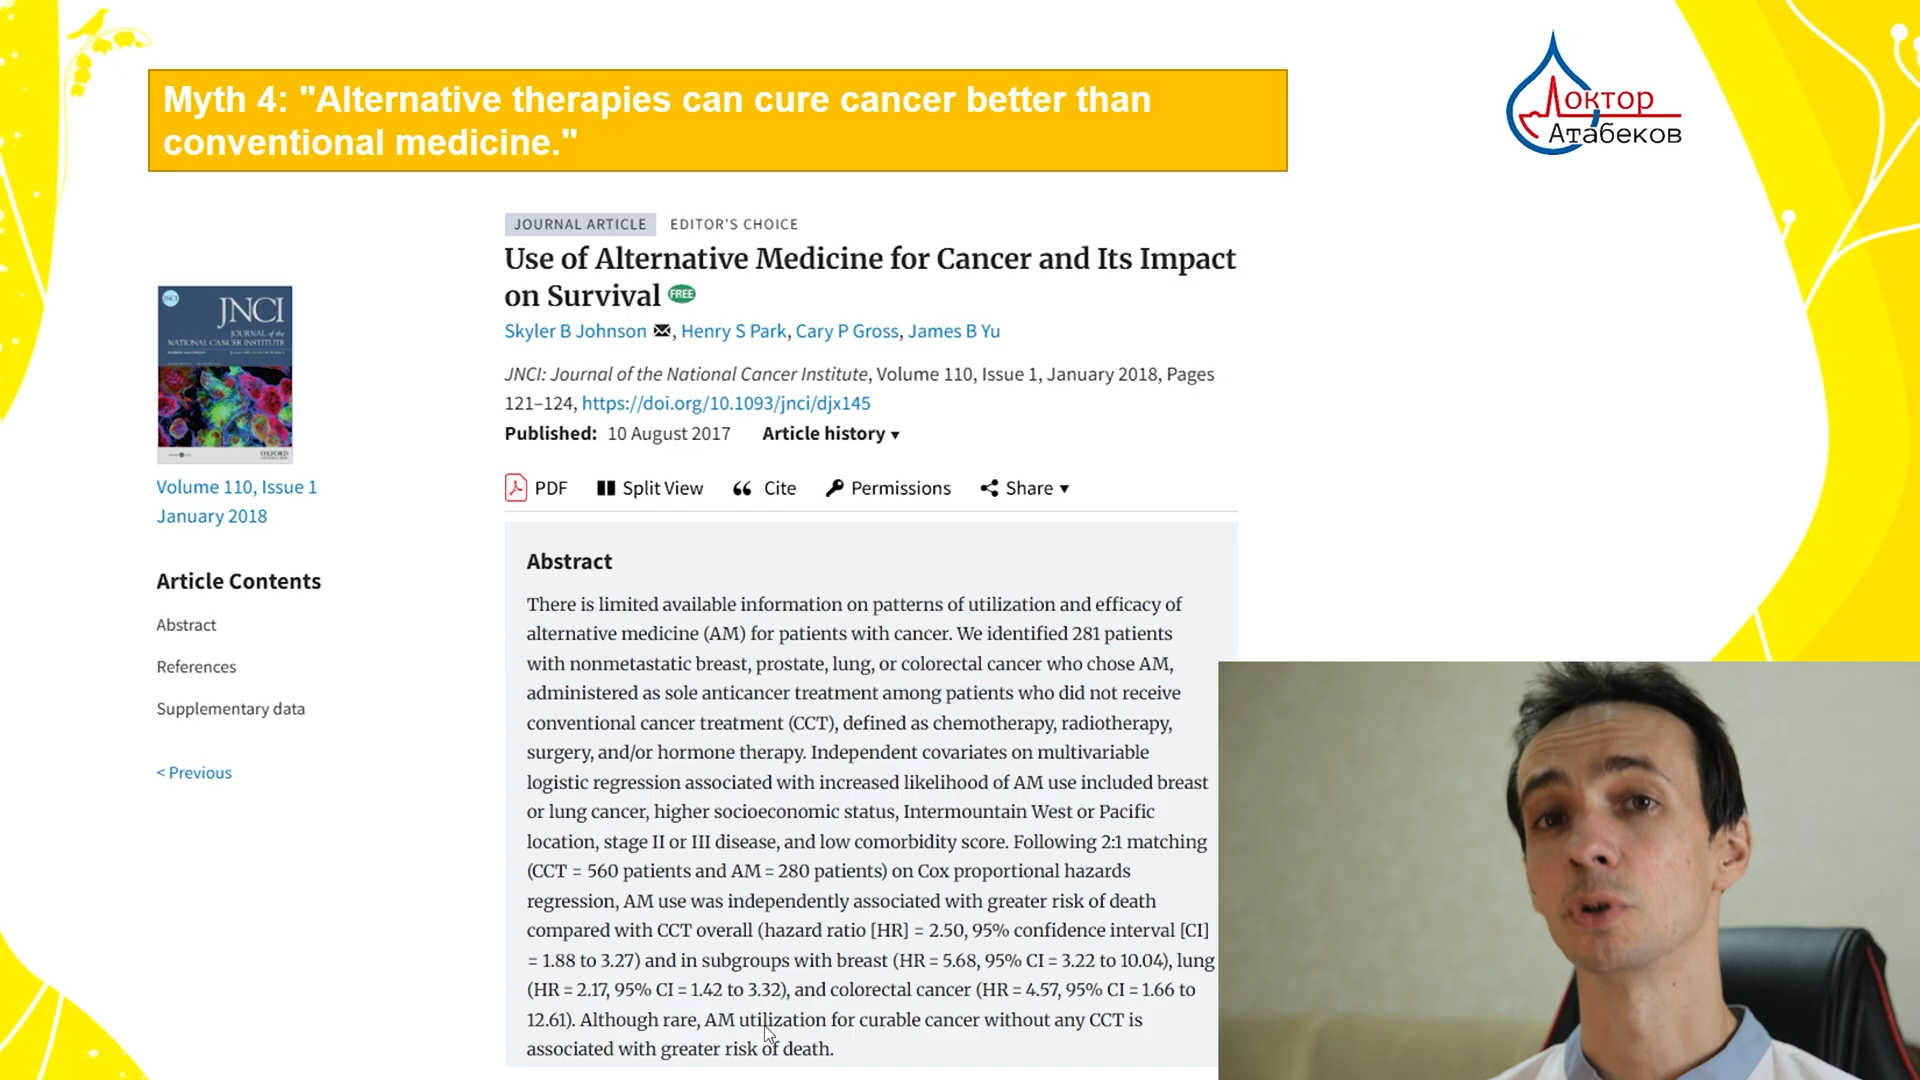 Myth 4: "Alternative therapies can cure cancer better than
conventional medicine."
Доктор
Атабеков
JOURNAL ARTICLE EDITOR'S CHOICE
Use of Alternative Medicine for Cancer and Its Impact
on Survival FREE
Skyler B Johnson, Henry S Park, Cary P Gross, James B Yu
JNCI: Journal of the National Cancer Institute, Volume 110, Issue 1, January 2018, Pages
121–124, https://doi.org/10.1093/jnci/djx145
Published: 10 August 2017 Article history
PDF Split View Cite Permissions Share
JNCI
JOURNAL of the
NATIONAL CANCER INSTITUTE
OXFORD
Volume 110, Issue 1
January 2018
Article Contents
Abstract
References
Supplementary data
< Previous
Abstract
There is limited available information on patterns of utilization and efficacy of
alternative medicine (AM) for patients with cancer. We identified 281 patients
with nonmetastatic breast, prostate, lung, or colorectal cancer who chose AM,
administered as sole anticancer treatment among patients who did not receive
conventional cancer treatment (CCT), defined as chemotherapy, radiotherapy,
surgery, and/or hormone therapy. Independent covariates on multivariable
logistic regression associated with increased likelihood of AM use included breast
or lung cancer, higher socioeconomic status, Intermountain West or Pacific
location, stage II or III disease, and low comorbidity score. Following 2:1 matching
(CCT = 560 patients and AM = 280 patients) on Cox proportional hazards
regression, AM use was independently associated with greater risk of death
compared with CCT overall (hazard ratio [HR] = 2.50, 95% confidence interval [CI]
= 1.88 to 3.27) and in subgroups with breast (HR = 5.68, 95% CI = 3.22 to 10.04), lung
(HR = 2.17, 95% CI = 1.42 to 3.32), and colorectal cancer (HR = 4.57, 95% CI = 1.66 to
12.61). Although rare, AM utilization for curable cancer without any CCT is
associated with greater risk of death.